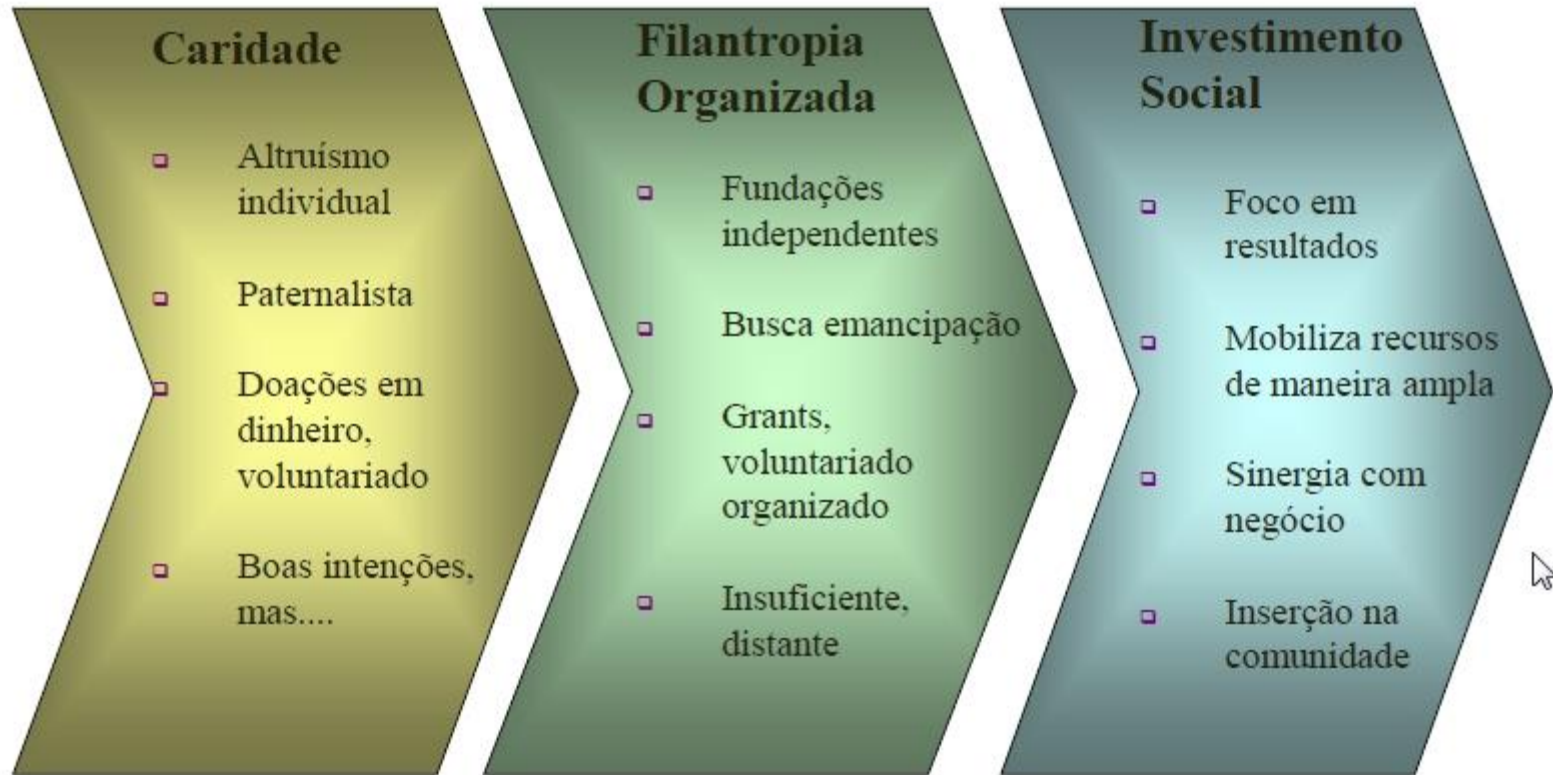 Caridade
Altruísmo
individual
Paternalista
Doações em
dinheiro,
voluntariado
Boas intenções,
mas....
Filantropia
Organizada
Fundações
independentes
Busca emancipação
Grants,
voluntariado
organizado
Insuficiente,
distante
Investimento
Social
Foco em
resultados
Mobiliza recursos
de maneira ampla
Sinergia com
negócio
Inserção na
comunidade